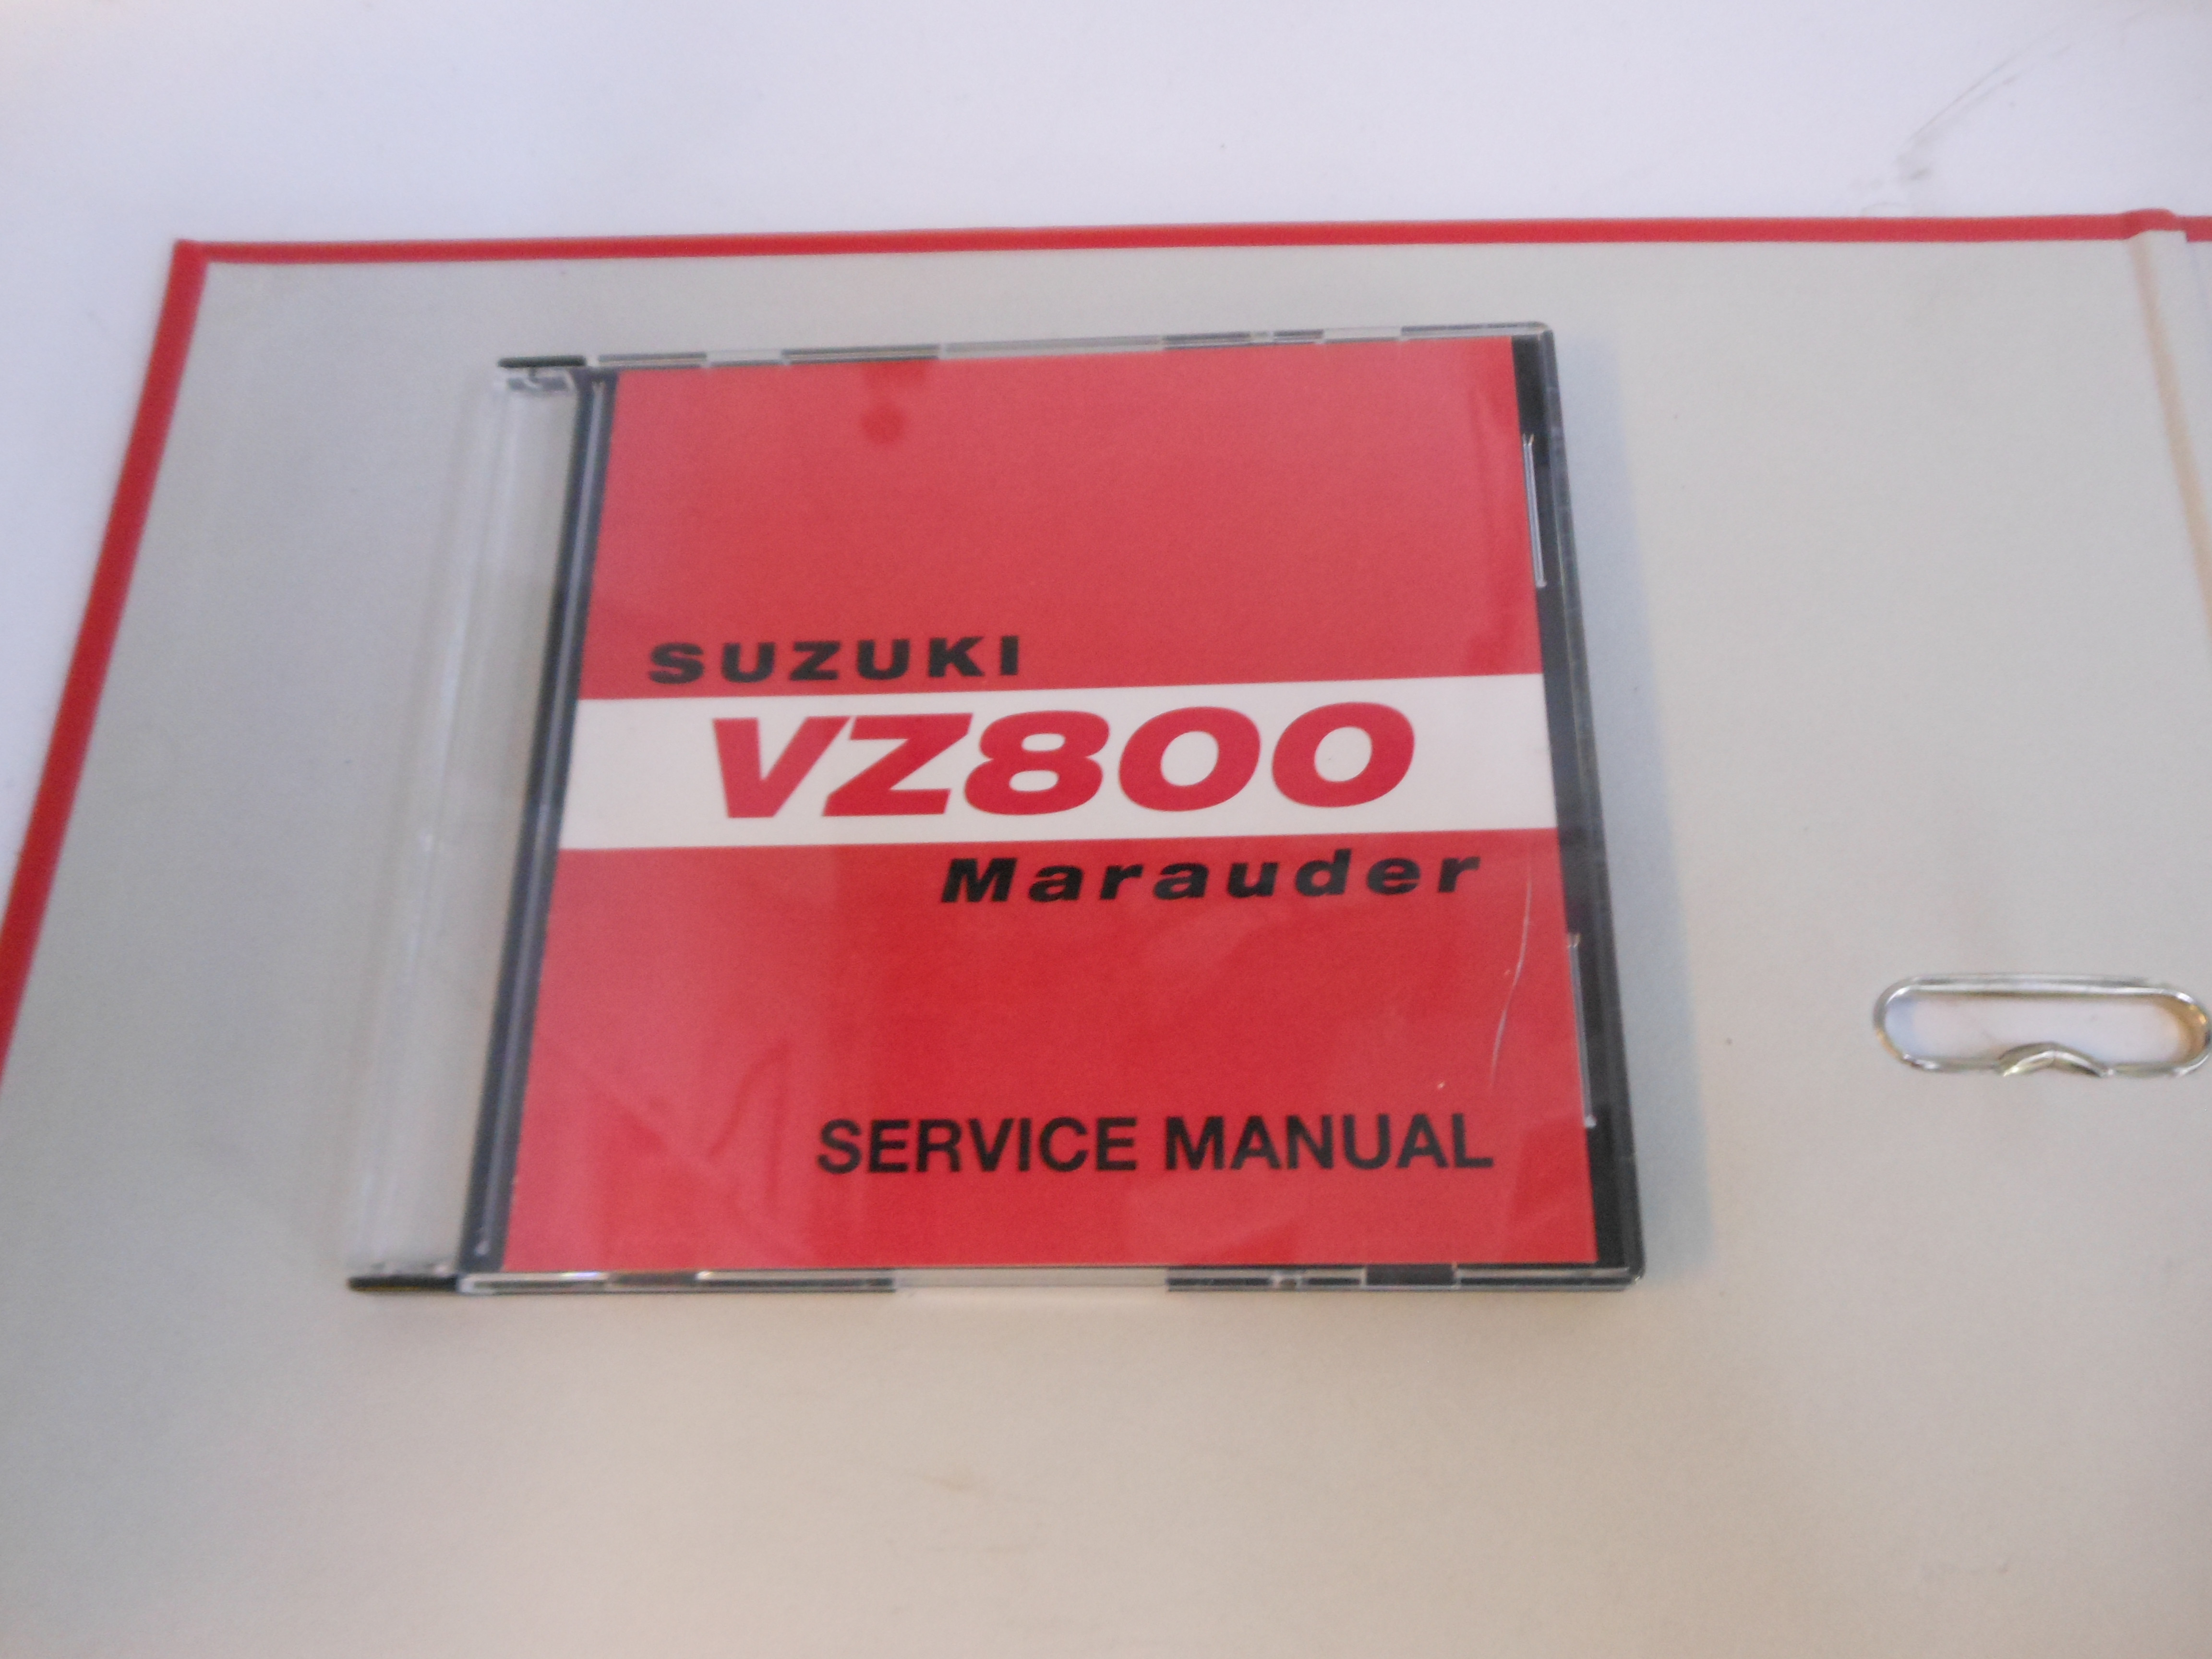 SUZUKI
VZ800
Marauder
SERVICE MANUAL